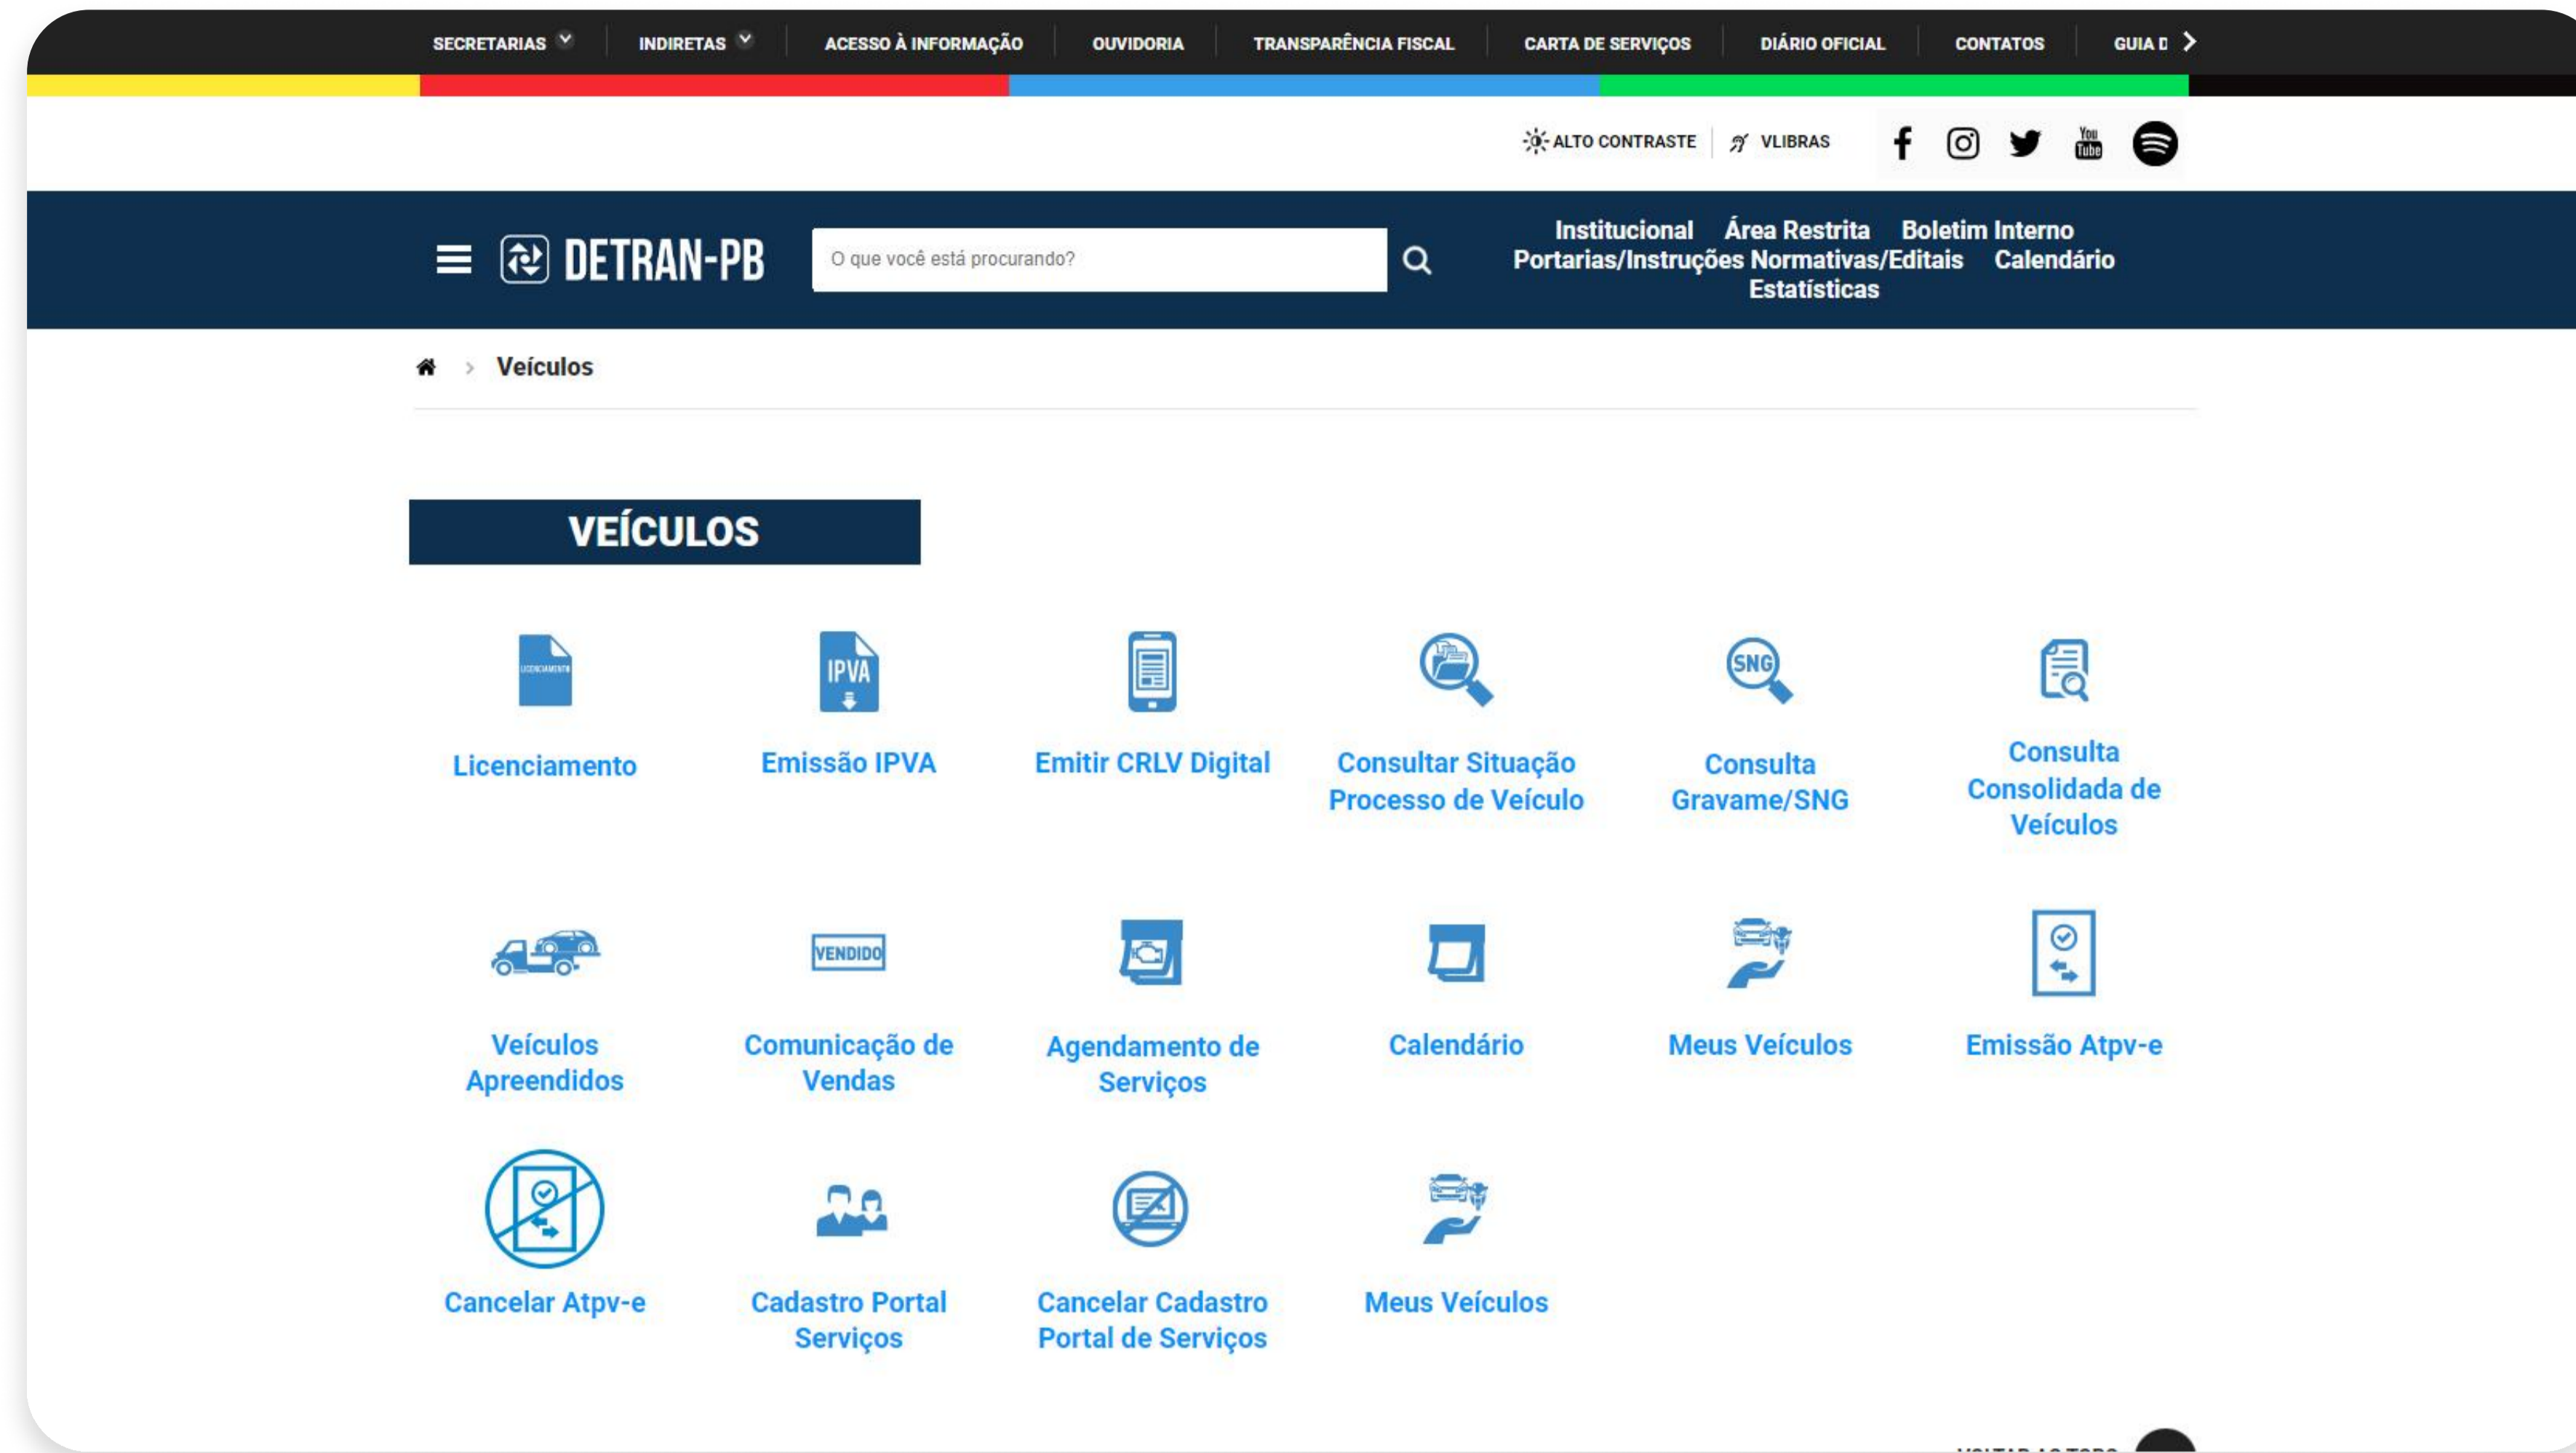 SECRETARIAS INDIRETAS ACESSO À INFORMAÇÃO OUVIDORIA TRANSPARÊNCIA FISCAL CARTA DE SERVIÇOS DIÁRIO OFICIAL CONTATOS GUIA D
ALTO CONTRASTE VLIBRAS You Tube
DETRAN-PB
O que você está procurando?
Institucional Área Restrita Boletim Interno
Portarias/Instruções Normativas/Editais Calendário
Estatísticas
Veículos
VEÍCULOS
LICENCIAMENTO
IPVA
SNG
Licenciamento
Emissão IPVA
Emitir CRLV Digital
Consultar Situação
Processo de Veículo
Consulta
Gravame/SNG
Consulta
Consolidada de
Veículos
VENDIDO
Veículos
Apreendidos
Comunicação de
Vendas
Agendamento de
Serviços
Calendário
Meus Veículos
Emissão Atpv-e
Cancelar Atpv-e
Cadastro Portal
Serviços
Cancelar Cadastro
Portal de Serviços
Meus Veículos